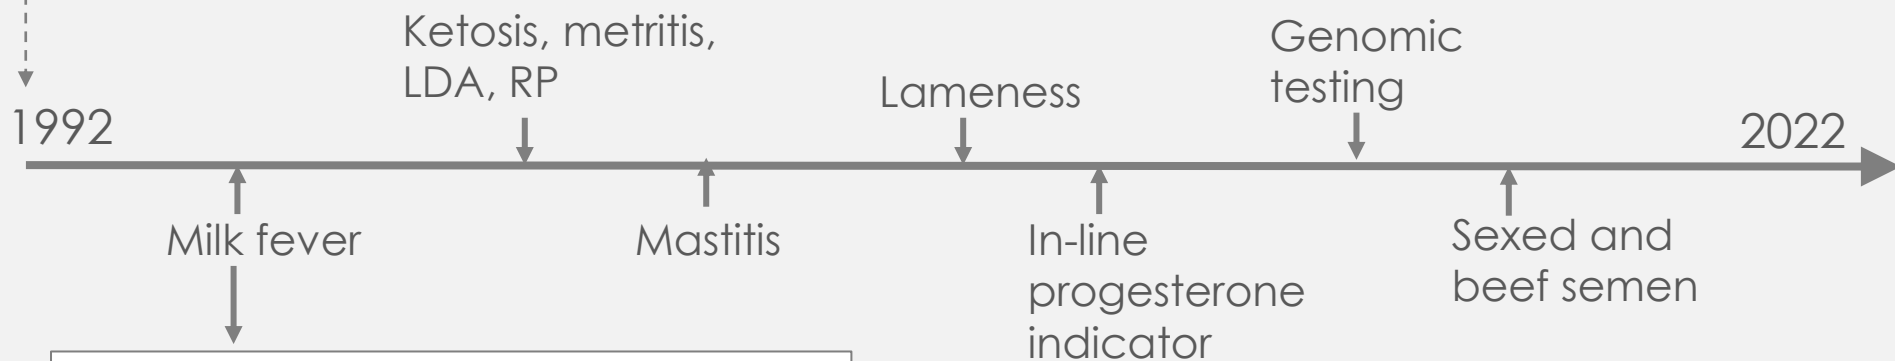 1992
Ketosis, metritis,
LDA, RP
Lameness
Genomic
testing
2022
Milk fever
Mastitis
In-line
progesterone
indicator
Sexed and
beef semen